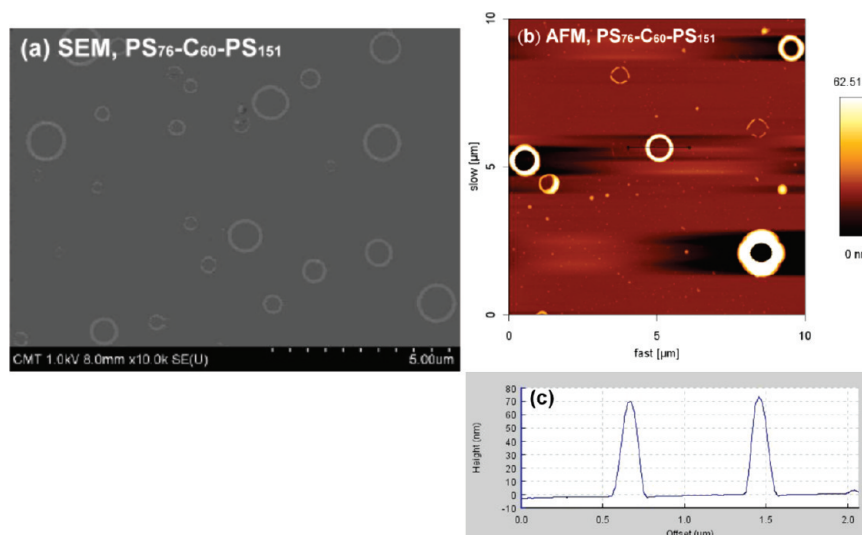 (a) SEM, PS76-C60-PS151
CMT 1.0kV 8.0mm x10.0k SE(U)
5.00um
(b) AFM, PS76-C60-PS151
10
5
0
slow [µm]
0
5
10
fast [µm]
62.51
0 n
(c)
80
70
60
50
40
30
20
10
0
-10
Height (nm)
0.0
0.5
1.0
1.5
2.0
Offset (µm)